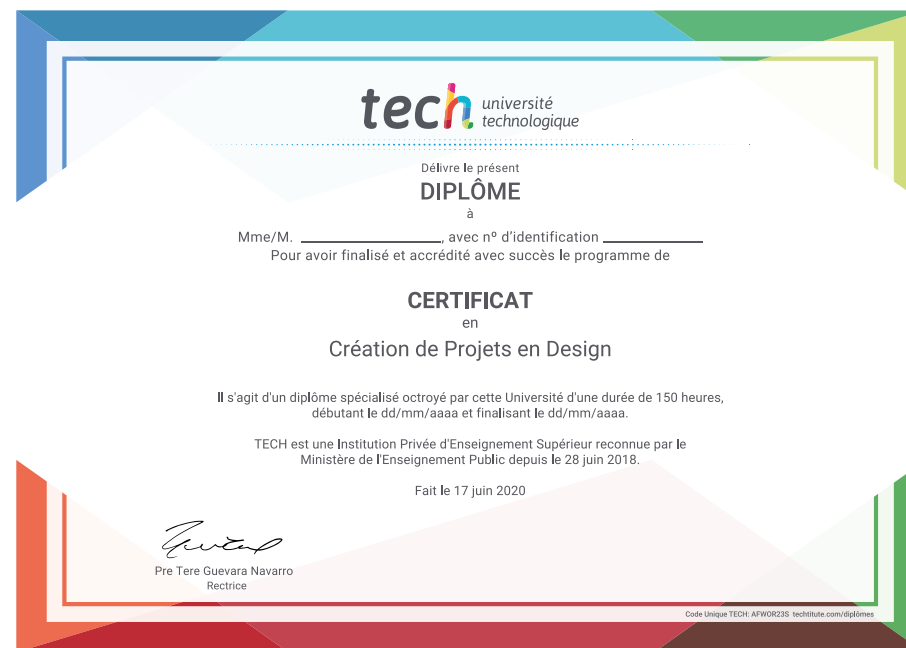 tech université
technologique
Délivre le présent
DIPLÔME
à
Mme/M. ____________________, avec nº d'identification ______________
Pour avoir finalisé et accrédité avec succès le programme de
CERTIFICAT
en
Création de Projets en Design
Il s'agit d'un diplôme spécialisé octroyé par cette Université d'une durée de 150 heures,
débutant le dd/mm/aaaa et finalisant le dd/mm/aaaa.
TECH est une Institution Privée d'Enseignement Supérieur reconnue par le
Ministère de l'Enseignement Public depuis le 28 juin 2018.
Fait le 17 juin 2020
Pre Tere Guevara Navarro
Rectrice
Code Unique TECH: AFWOR23S techtitute.com/diplômes